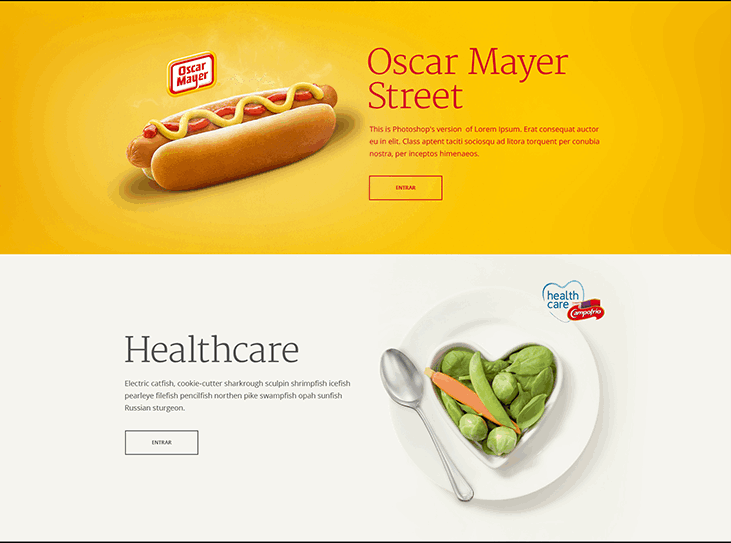 Oscar
Mayer
Oscar Mayer
Street
This is Photoshop's version of Lorem Ipsum. Erat consequat auctor
eu in elit. Class aptent taciti sociosqu ad litora torquent per conubia
nostra, per inceptos himenaeos.
ENTRAR
health
care
Campofrio
Healthcare
Electric catfish, cookie-cutter sharkrough sculpin shrimpfish icefish
pearleye filefish pencilfish northen pike swampfish opah sunfish
Russian sturgeon.
ENTRAR